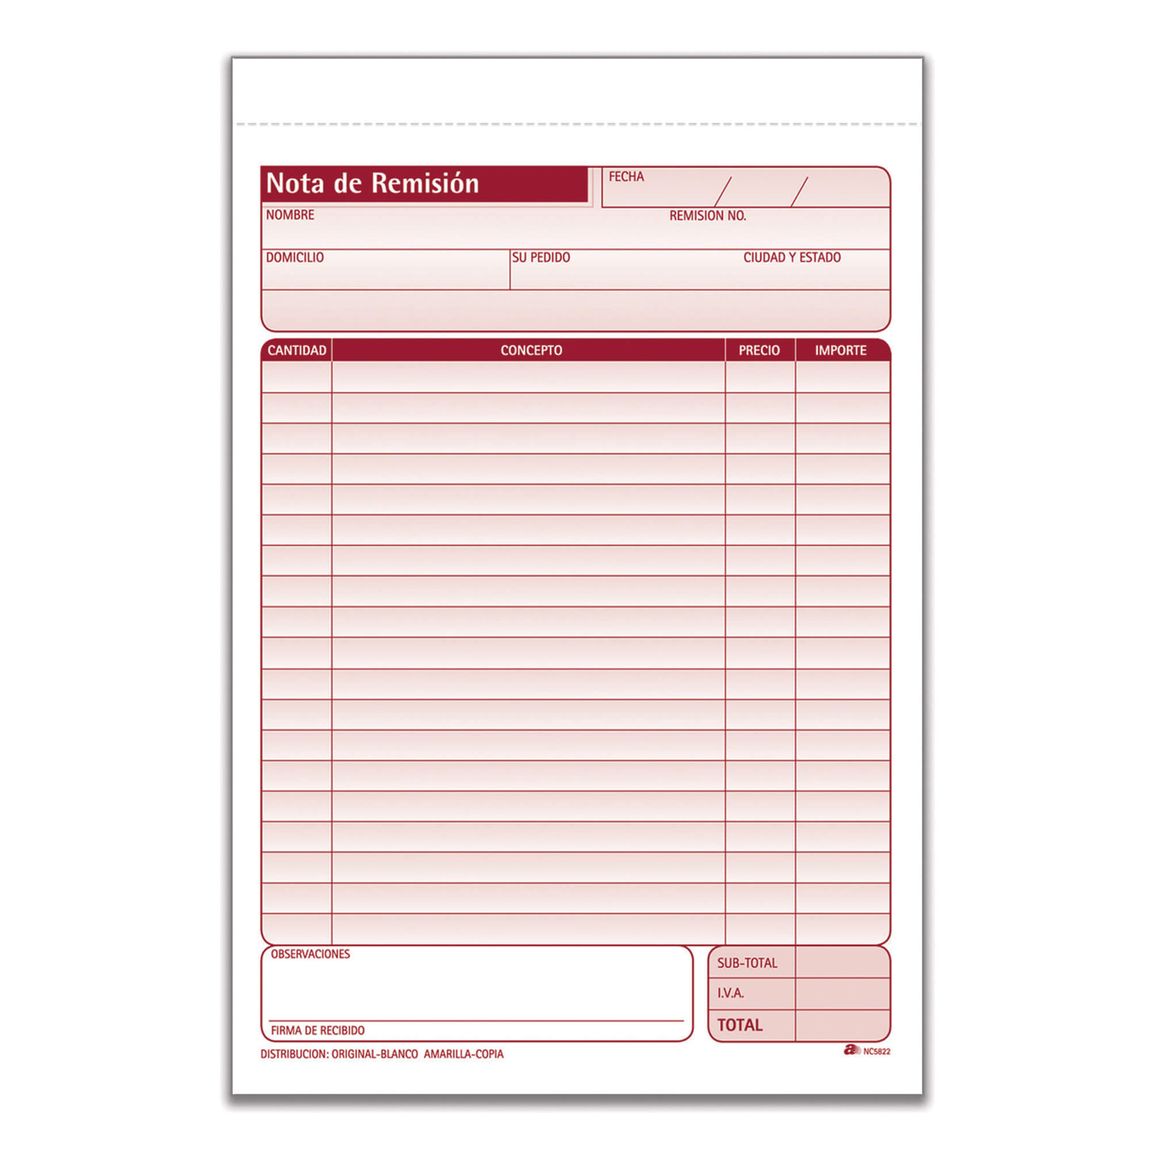 Nota de Remisión
FECHA / /
NOMBRE REMISION NO.
DOMICILIO SU PEDIDO CIUDAD Y ESTADO
CANTIDAD CONCEPTO PRECIO IMPORTE
OBSERVACIONES
SUB-TOTAL
I.V.A.
TOTAL
FIRMA DE RECIBIDO
DISTRIBUCION: ORIGINAL-BLANCO AMARILLA-COPIA
a NC5822